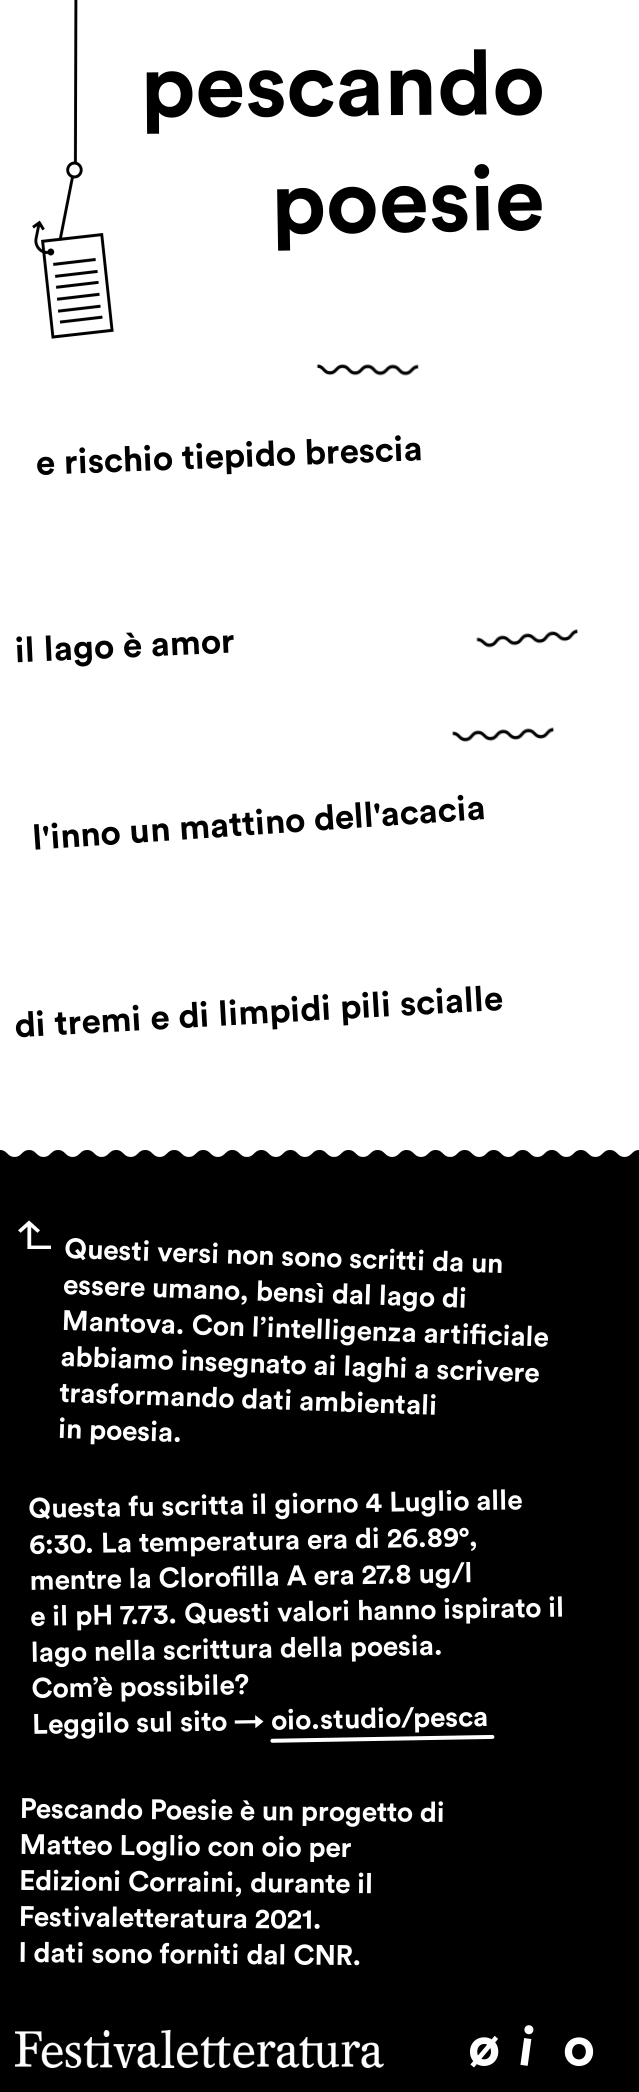 pescando
poesie
e rischio tiepido brescia
il lago è amor
l'inno un mattino dell'acacia
di tremi e di limpidi pili scialle
Questi versi non sono scritti da un
essere umano, bensì dal lago di
Mantova. Con l’intelligenza artificiale
abbiamo insegnato ai laghi a scrivere
trasformando dati ambientali
in poesia.
Questa fu scritta il giorno 4 Luglio alle
6:30. La temperatura era di 26.89°,
mentre la Clorofilla A era 27.8 ug/l
e il pH 7.73. Questi valori hanno ispirato il
lago nella scrittura della poesia.
Com’è possibile?
Leggilo sul sito → oio.studio/pesca
Pescando Poesie è un progetto di
Matteo Loglio con oio per
Edizioni Corraini, durante il
Festivaletteratura 2021.
I dati sono forniti dal CNR.
Festivaletteratura øio